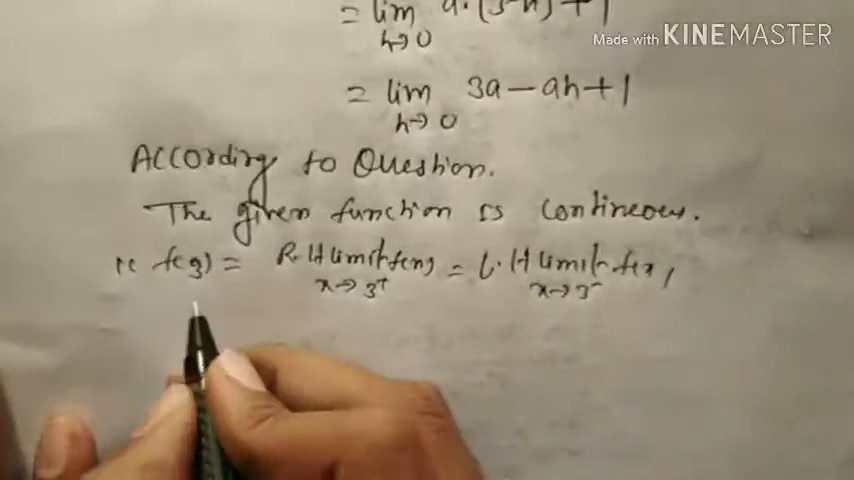 = lim a·(3-h)+1
h→0
Made with KINEMASTER
= lim 3a-ah+1
h→0
According to Question.
The given function is contineous.
ie f(3) = R.H limit f(x) = L.H limit f(x)
x→3⁺ x→3⁻